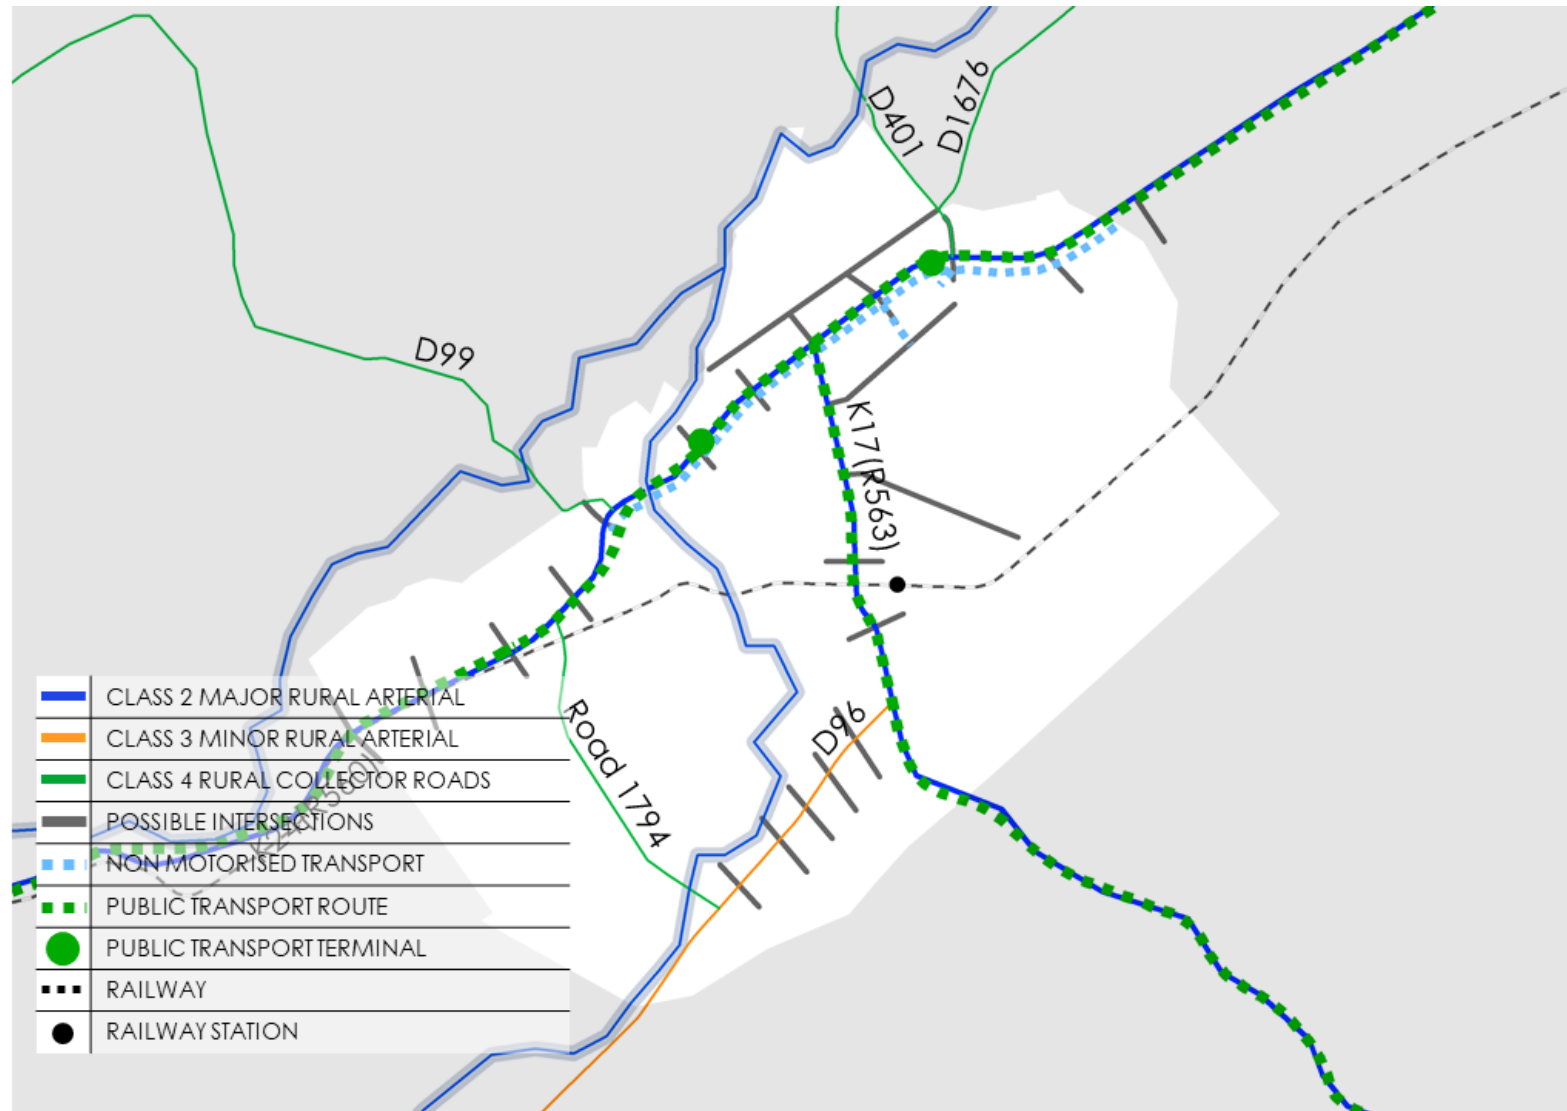 D401
D1676
D99
K17(R563)
D96
Road 1794
CLASS 2 MAJOR RURAL ARTERIAL
CLASS 3 MINOR RURAL ARTERIAL
CLASS 4 RURAL COLLECTOR ROADS
POSSIBLE INTERSECTIONS
NON MOTORISED TRANSPORT
PUBLIC TRANSPORT ROUTE
PUBLIC TRANSPORT TERMINAL
RAILWAY
RAILWAY STATION